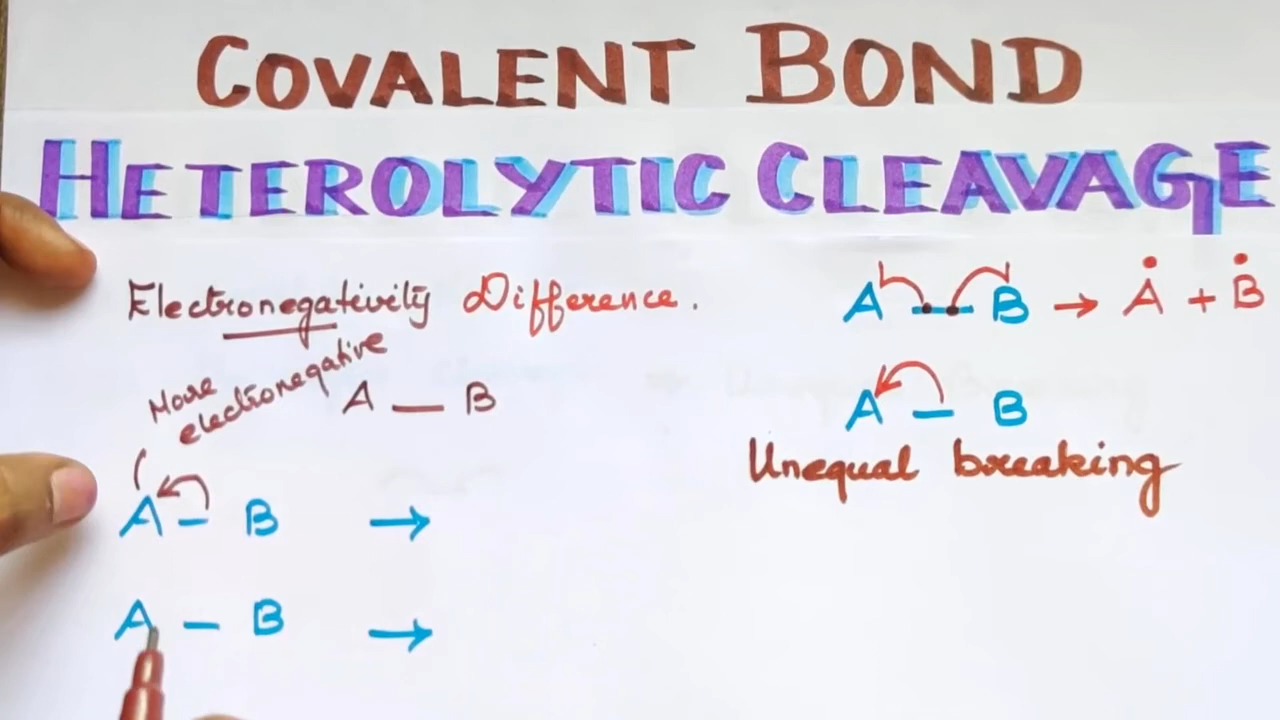 COVALENT BOND
HETEROLYTIC CLEAVAGE
Electronegativity Difference.
More
electronegative
A — B
A — B →
A — B →
A — B → Ȧ + Ḃ
A — B
Unequal breaking